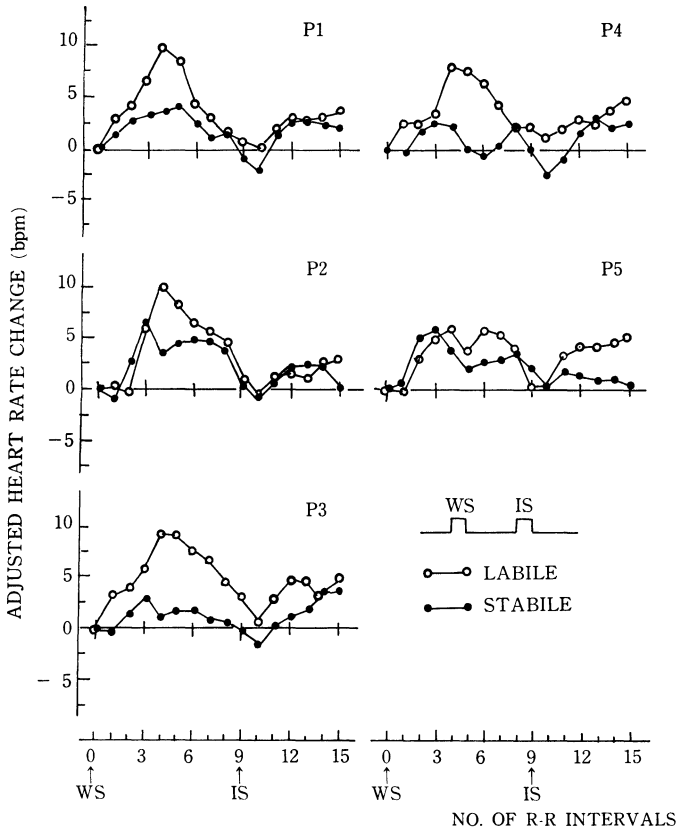 ADJUSTED HEART RATE CHANGE (bpm)
P1
10
5
0
−5
P4
P2
10
5
0
−5
P5
P3
10
5
0
− 5
WS IS
LABILE
STABILE
0 3 6 9 12 15
WS IS
0 3 6 9 12 15
WS IS
NO. OF R-R INTERVALS